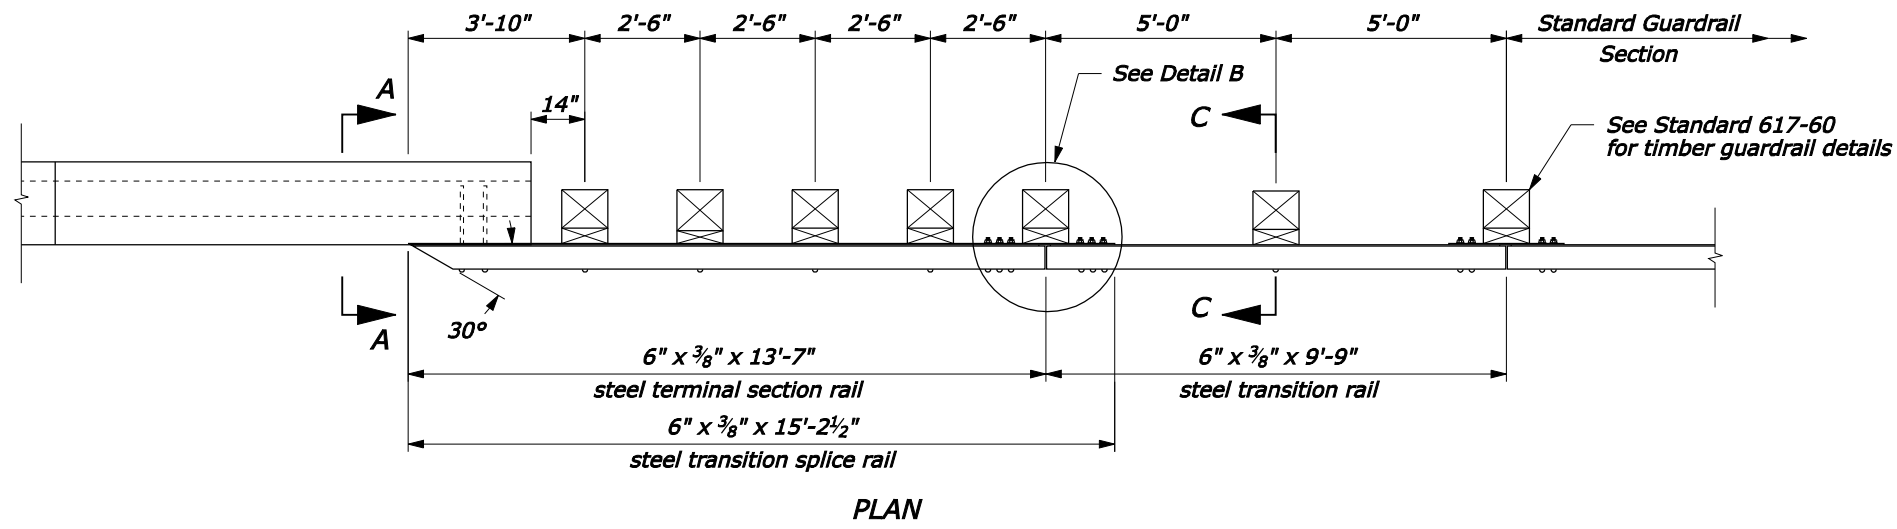 3'-10" 2'-6" 2'-6" 2'-6" 2'-6" 5'-0" 5'-0" Standard Guardrail
Section
See Detail B
A
14"
C
See Standard 617-60
for timber guardrail details
30°
A
C
6" x ⅜" x 13'-7"
steel terminal section rail
6" x ⅜" x 9'-9"
steel transition rail
6" x ⅜" x 15'-2½"
steel transition splice rail
PLAN